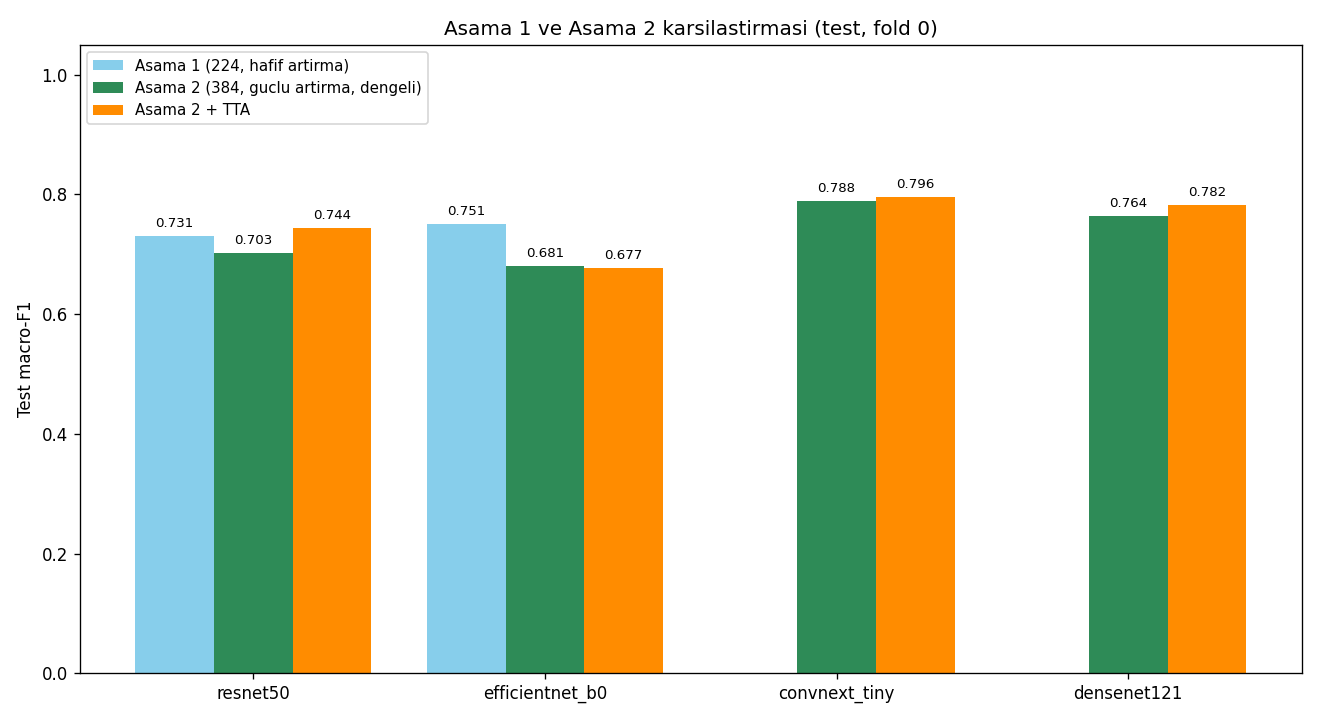 Asama 1 ve Asama 2 karsilastirmasi (test, fold 0)
Asama 1 (224, hafif artirma)
Asama 2 (384, guclu artirma, dengeli)
Asama 2 + TTA
Test macro-F1
1.0
0.8
0.6
0.4
0.2
0.0
0.731
0.703
0.744
0.751
0.681
0.677
0.788
0.796
0.764
0.782
resnet50
efficientnet_b0
convnext_tiny
densenet121